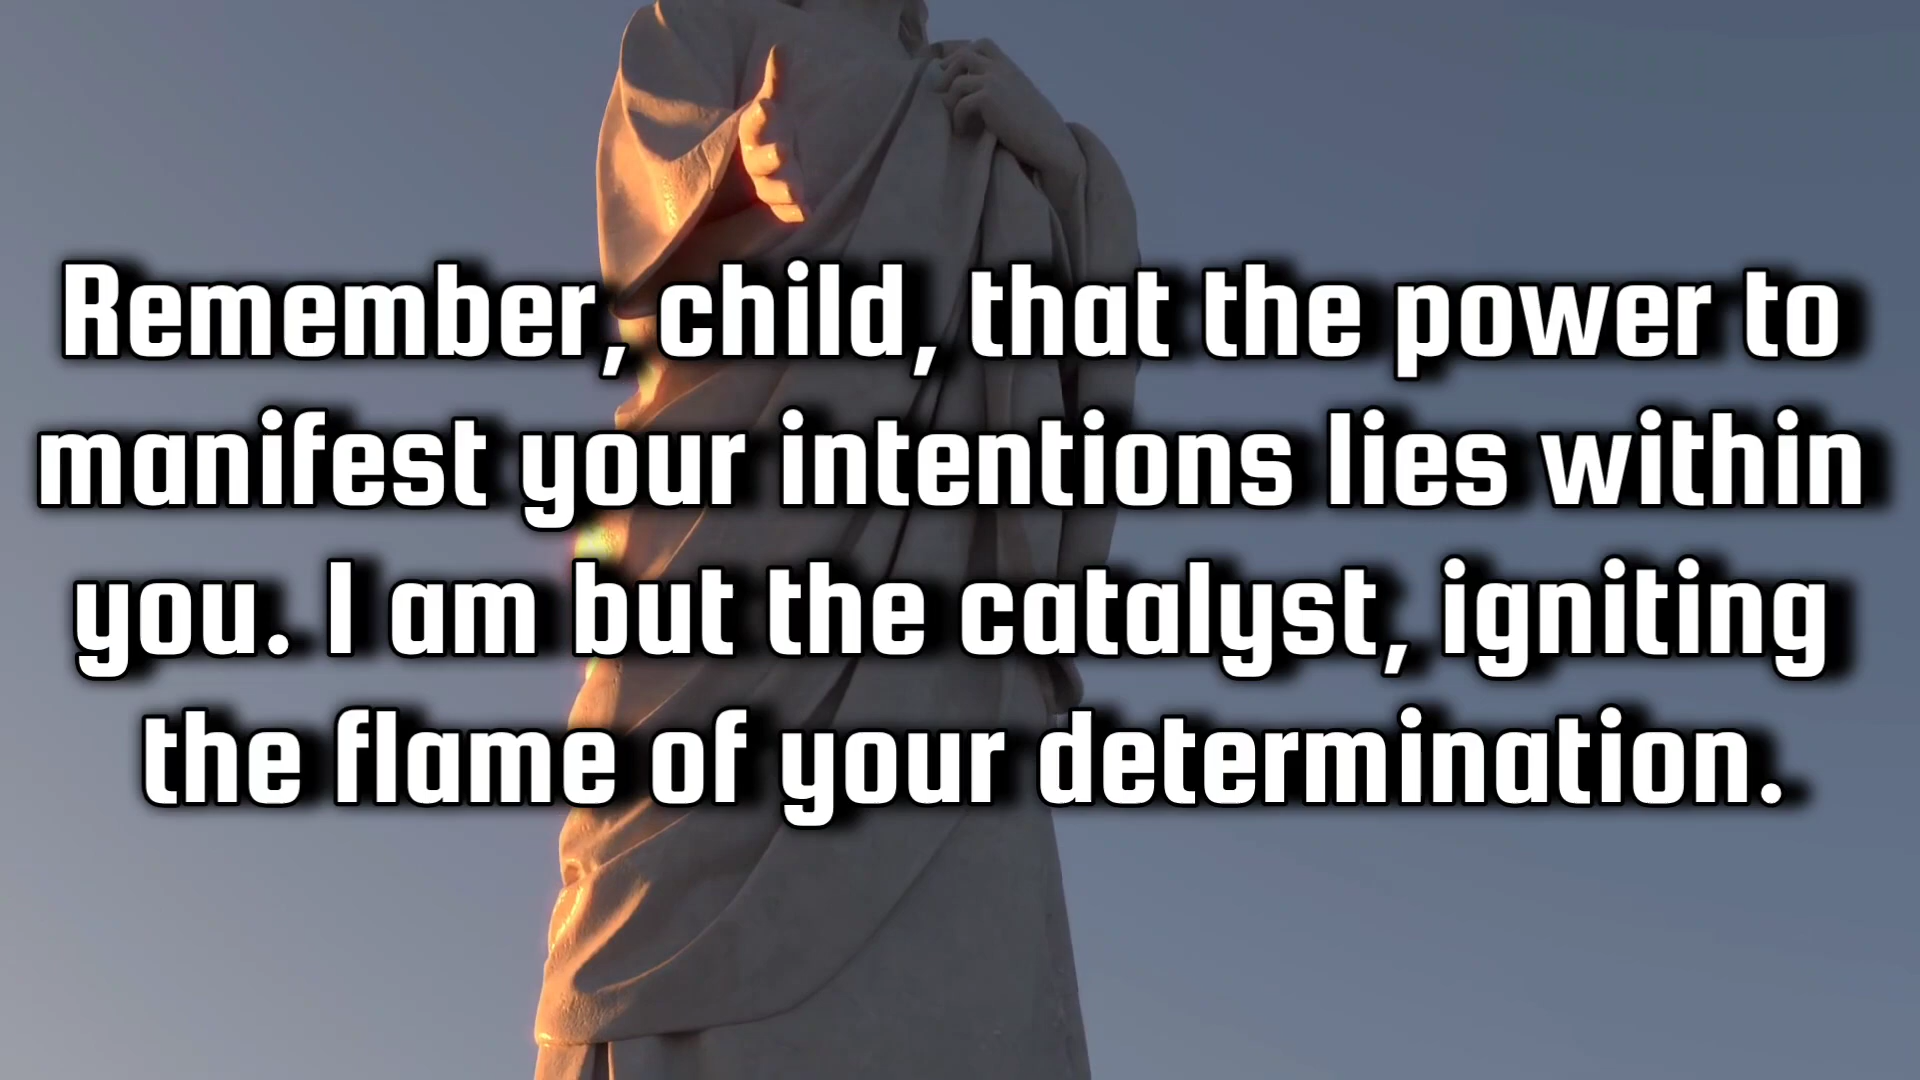 Remember, child, that the power to
manifest your intentions lies within
you. I am but the catalyst, igniting
the flame of your determination.